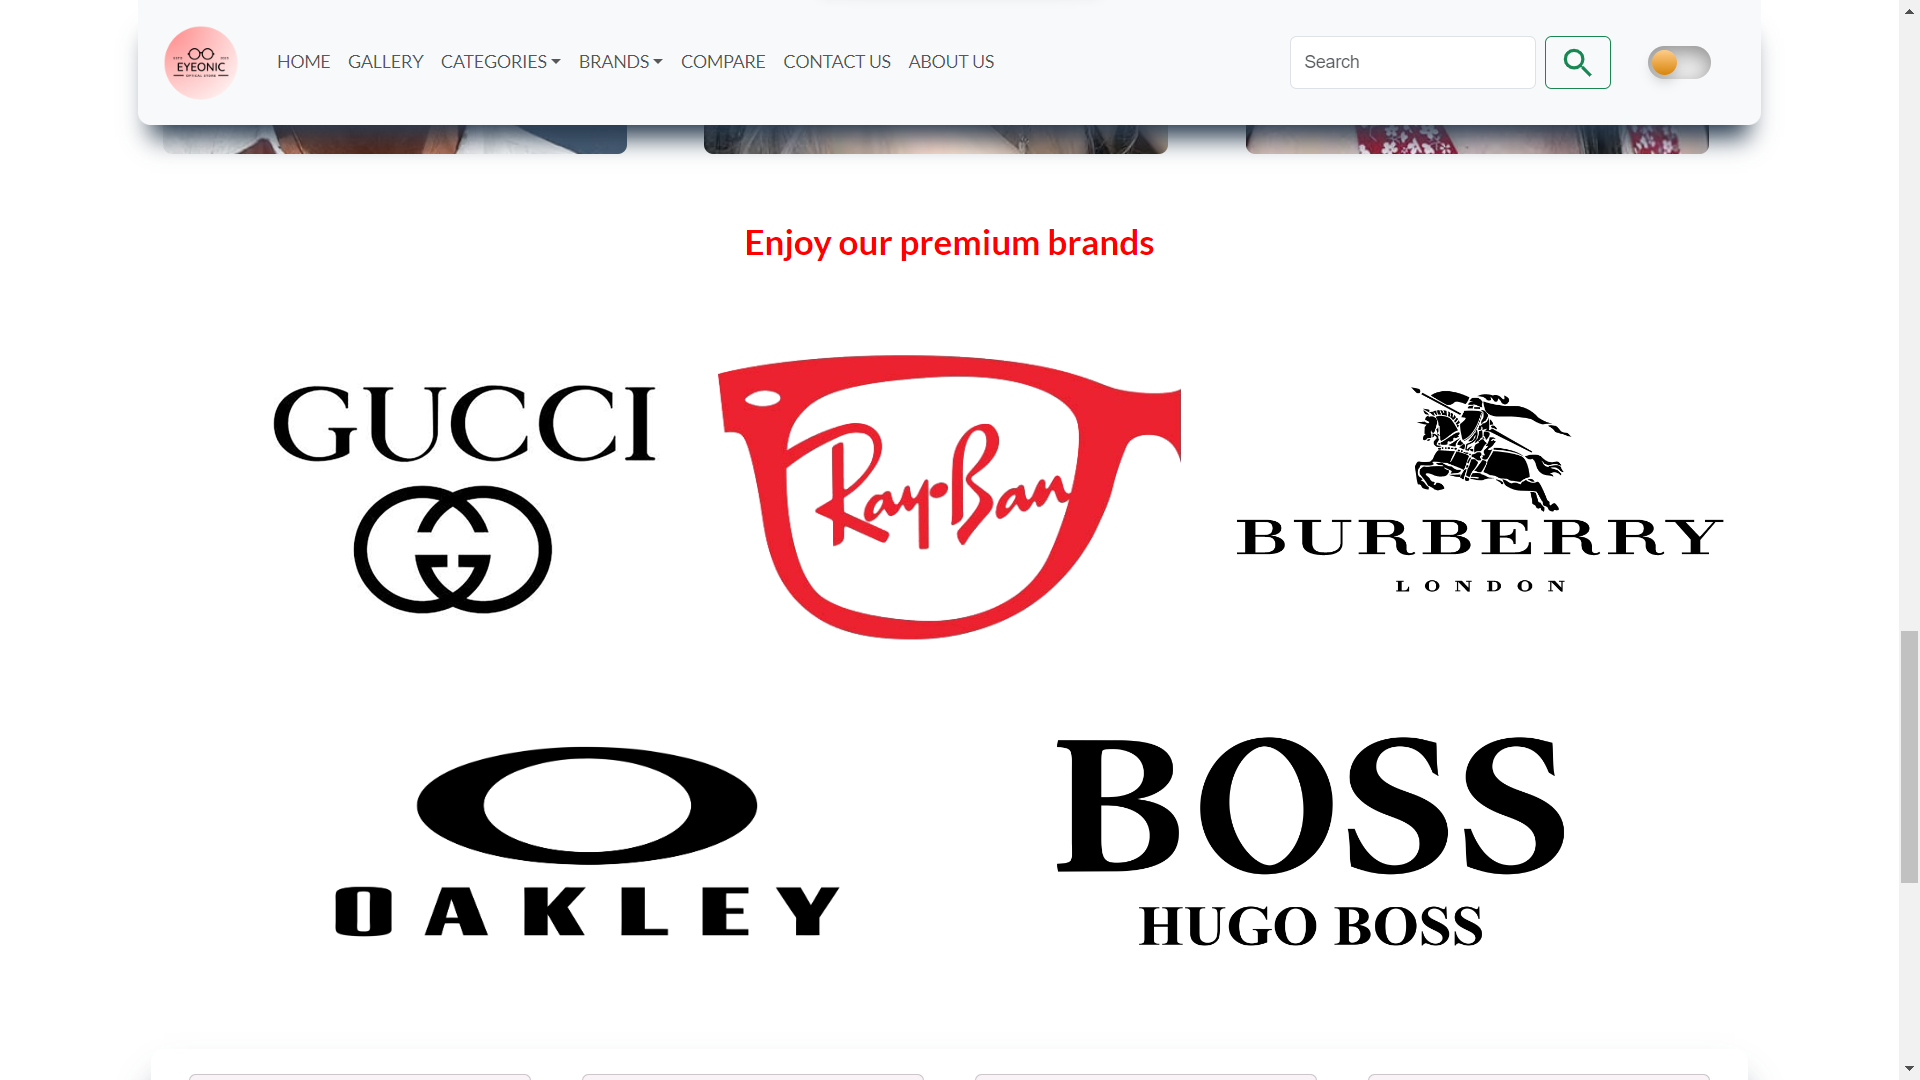 EYEONIC
HOME GALLERY CATEGORIES BRANDS COMPARE CONTACT US ABOUT US
Search
Enjoy our premium brands
GUCCI
Ray-Ban
BURBERRY
LONDON
OAKLEY
BOSS
HUGO BOSS